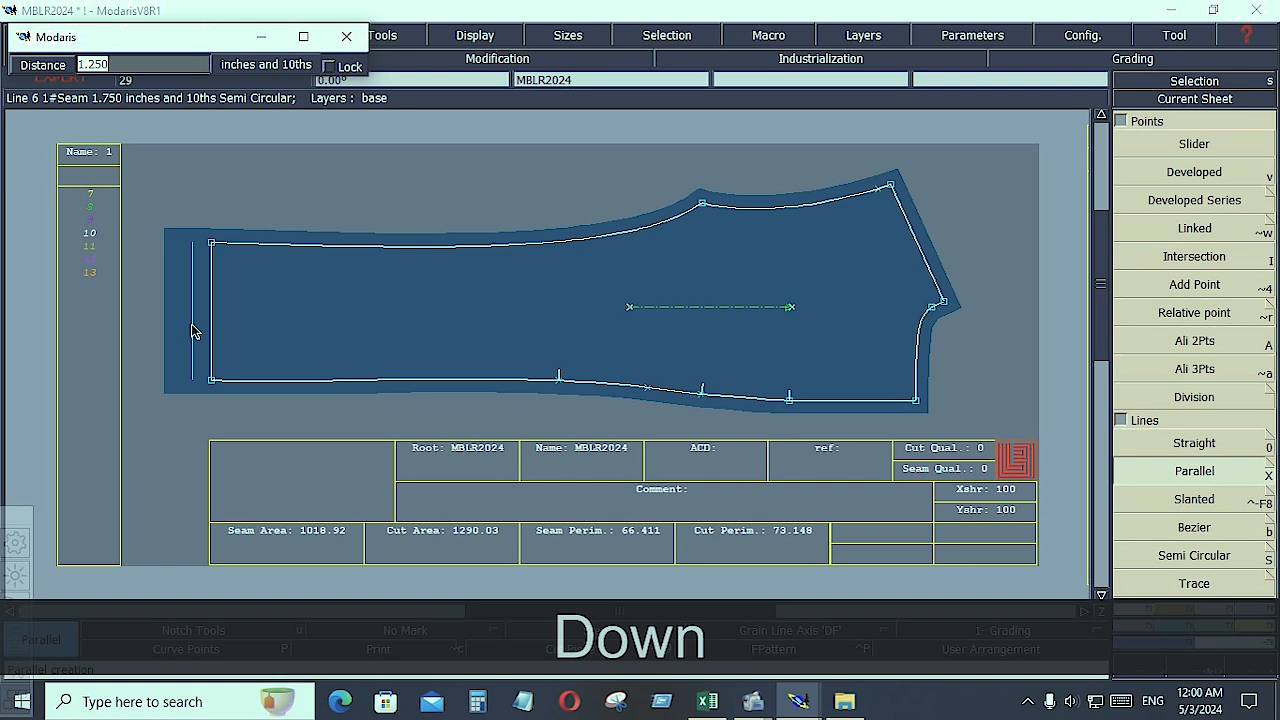 MBLR2024 * ! - ModarisV8R1
Modaris
Tools
Display
Sizes
Selection
Macro
Layers
Parameters
Config.
Tool
?
Distance
1.250
inches and 10ths
Lock
Modification
Industrialization
Grading
EXPERT
29
0.00°
MBLR2024
Selection s
Line 6 1#Seam 1.750 inches and 10ths Semi Circular; Layers : base
Current Sheet
Points
Slider
Developed v
Developed Series
Linked ~w
Intersection I
Add Point ~4
Relative point ~r
Ali 2Pts A
Ali 3Pts ~a
Division
Lines
Straight 0
Parallel X
Slanted ^-F8
Bezier b
Semi Circular S
Trace
Name: 1
7
8
9
10
11
13
Root: MBLR2024
Name: MBLR2024
ACD:
ref:
Cut Qual.: 0
Seam Qual.: 0
Comment:
Xshr: 100
Yshr: 100
Seam Area: 1018.92
Cut Area: 1290.03
Seam Perim.: 66.411
Cut Perim.: 73.148
Down
Parallel
Notch Tools u
No Mark
Grain Line Axis 'DF'
1- Grading
Curve Points P
Print ~c
FPattern ^P
User Arrangement
Parallel creation
Z
Type here to search
ENG
12:00 AM
5/3/2024